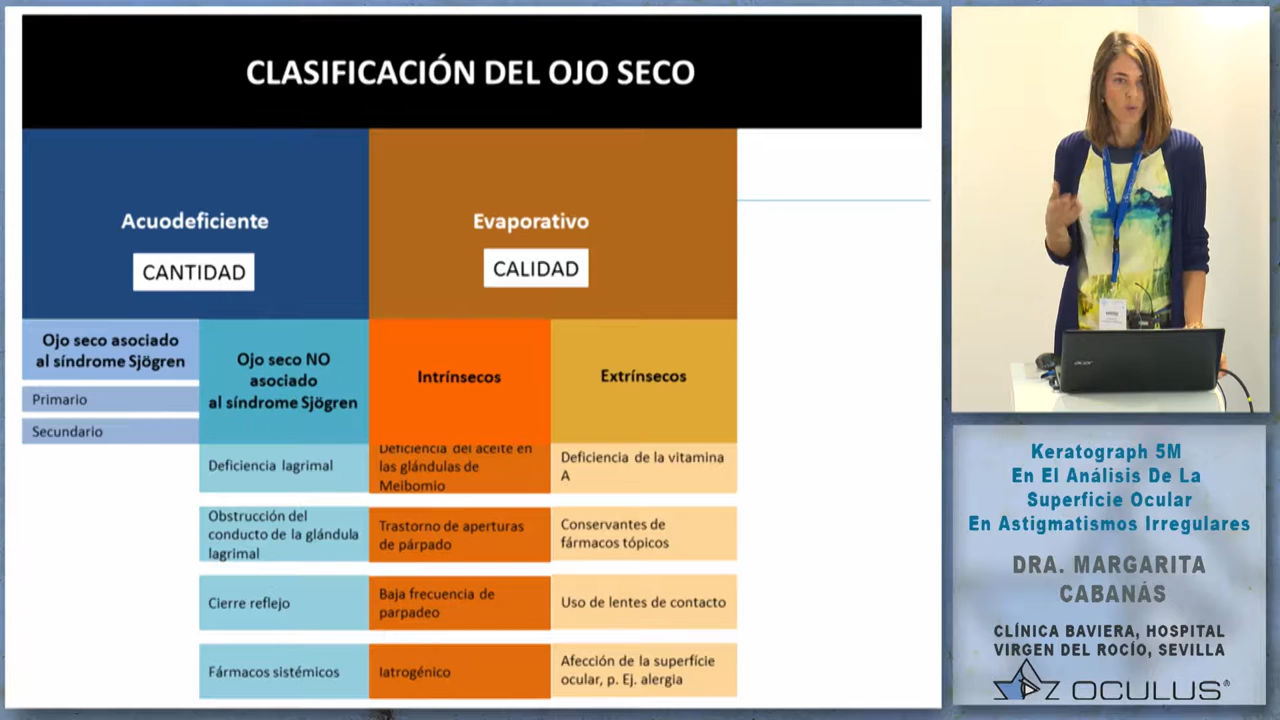 CLASIFICACIÓN DEL OJO SECO
Acuodeficiente
CANTIDAD
Evaporativo
CALIDAD
Ojo seco asociado
al síndrome Sjögren
Primario
Secundario
Ojo seco NO
asociado
al síndrome Sjögren
Deficiencia lagrimal
Obstrucción del
conducto de la glándula
lagrimal
Cierre reflejo
Fármacos sistémicos
Intrínsecos
Deficiencia del aceite en
las glándulas de
Meibomio
Trastorno de aperturas
de párpado
Baja frecuencia de
parpadeo
Iatrogénico
Extrínsecos
Deficiencia de la vitamina
A
Conservantes de
fármacos tópicos
Uso de lentes de contacto
Afección de la superfície
ocular, p. Ej. alergia
acer
Keratograph 5M
En El Análisis De La
Superficie Ocular
En Astigmatismos Irregulares
DRA. MARGARITA
CABANÁS
CLÍNICA BAVIERA, HOSPITAL
VIRGEN DEL ROCÍO, SEVILLA
OCULUS®